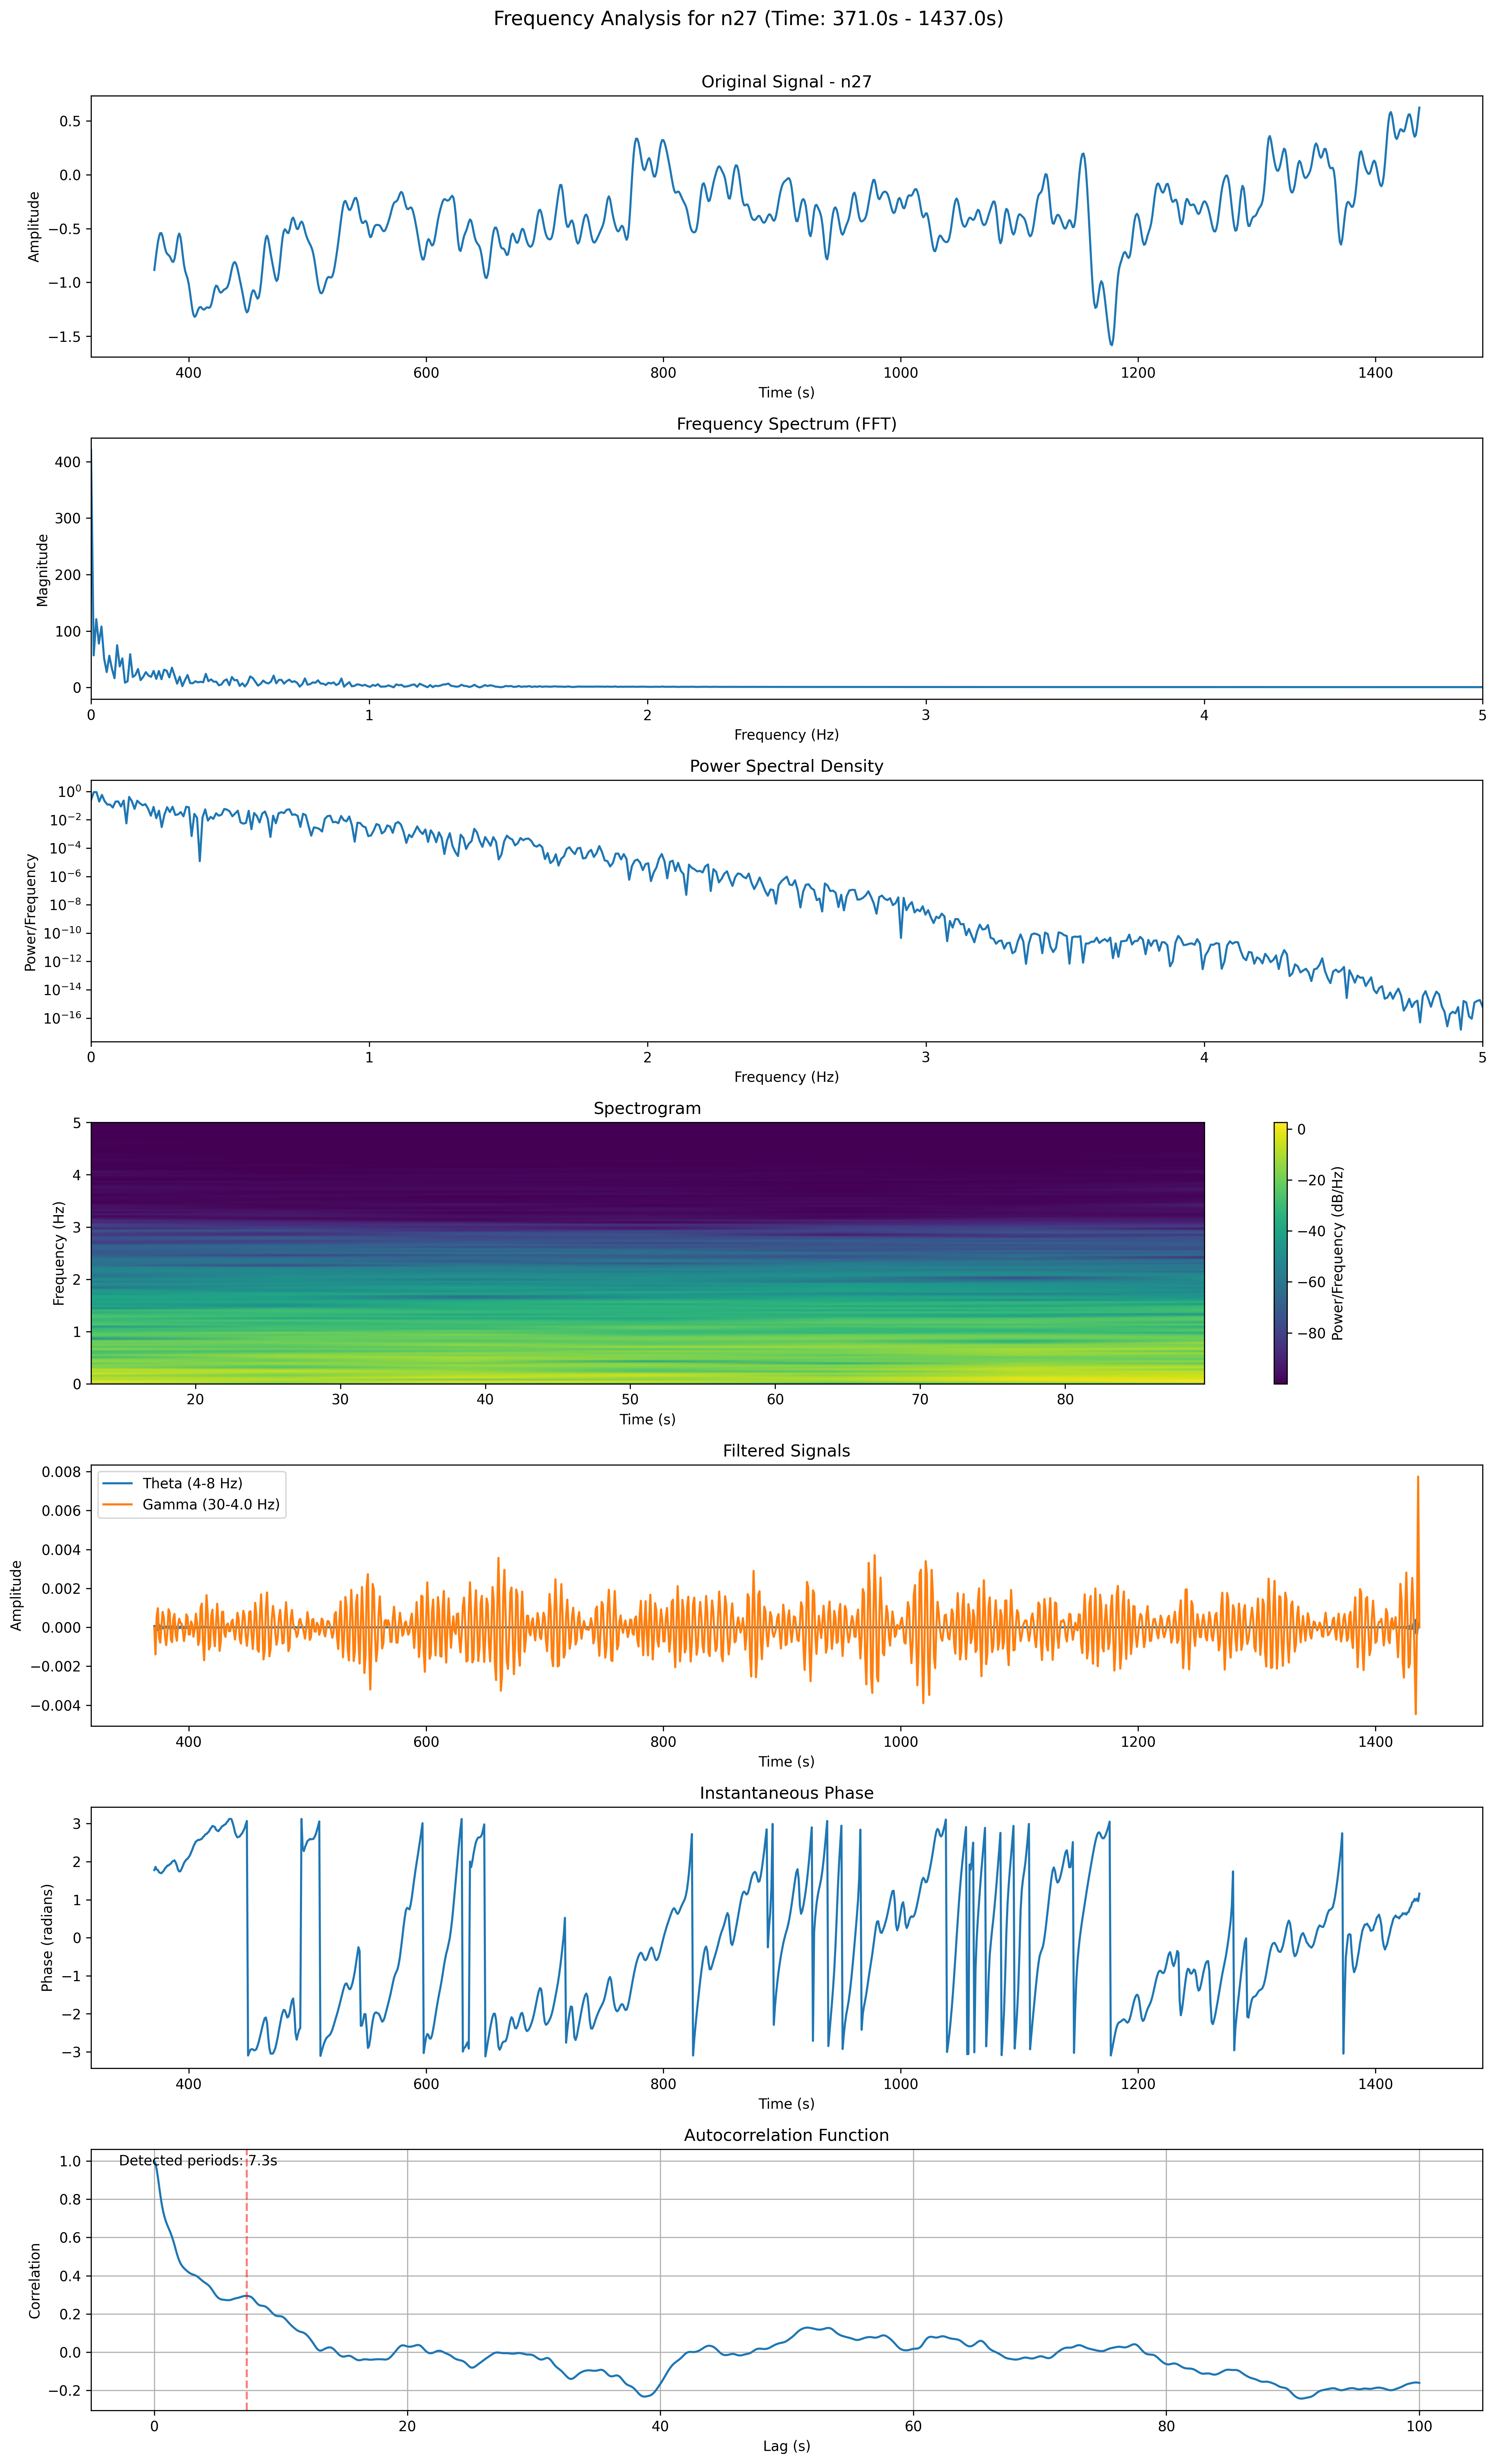 Frequency Analysis for n27 (Time: 371.0s - 1437.0s)
Original Signal - n27
0.5
0.0
−0.5
−1.0
−1.5
Amplitude
400 600 800 1000 1200 1400
Time (s)
Frequency Spectrum (FFT)
400
300
200
100
0
Magnitude
0 1 2 3 4 5
Frequency (Hz)
Power Spectral Density
10⁰
10⁻²
10⁻⁴
10⁻⁶
10⁻⁸
10⁻¹⁰
10⁻¹²
10⁻¹⁴
10⁻¹⁶
Power/Frequency
0 1 2 3 4 5
Frequency (Hz)
Spectrogram
5
4
3
2
1
0
Frequency (Hz)
20 30 40 50 60 70 80
Time (s)
0
−20
−40
−60
−80
Power/Frequency (dB/Hz)
Filtered Signals
Theta (4-8 Hz)
Gamma (30-4.0 Hz)
0.008
0.006
0.004
0.002
0.000
−0.002
−0.004
Amplitude
400 600 800 1000 1200 1400
Time (s)
Instantaneous Phase
3
2
1
0
−1
−2
−3
Phase (radians)
400 600 800 1000 1200 1400
Time (s)
Autocorrelation Function
Detected periods: 7.3s
1.0
0.8
0.6
0.4
0.2
0.0
−0.2
Correlation
0 20 40 60 80 100
Lag (s)